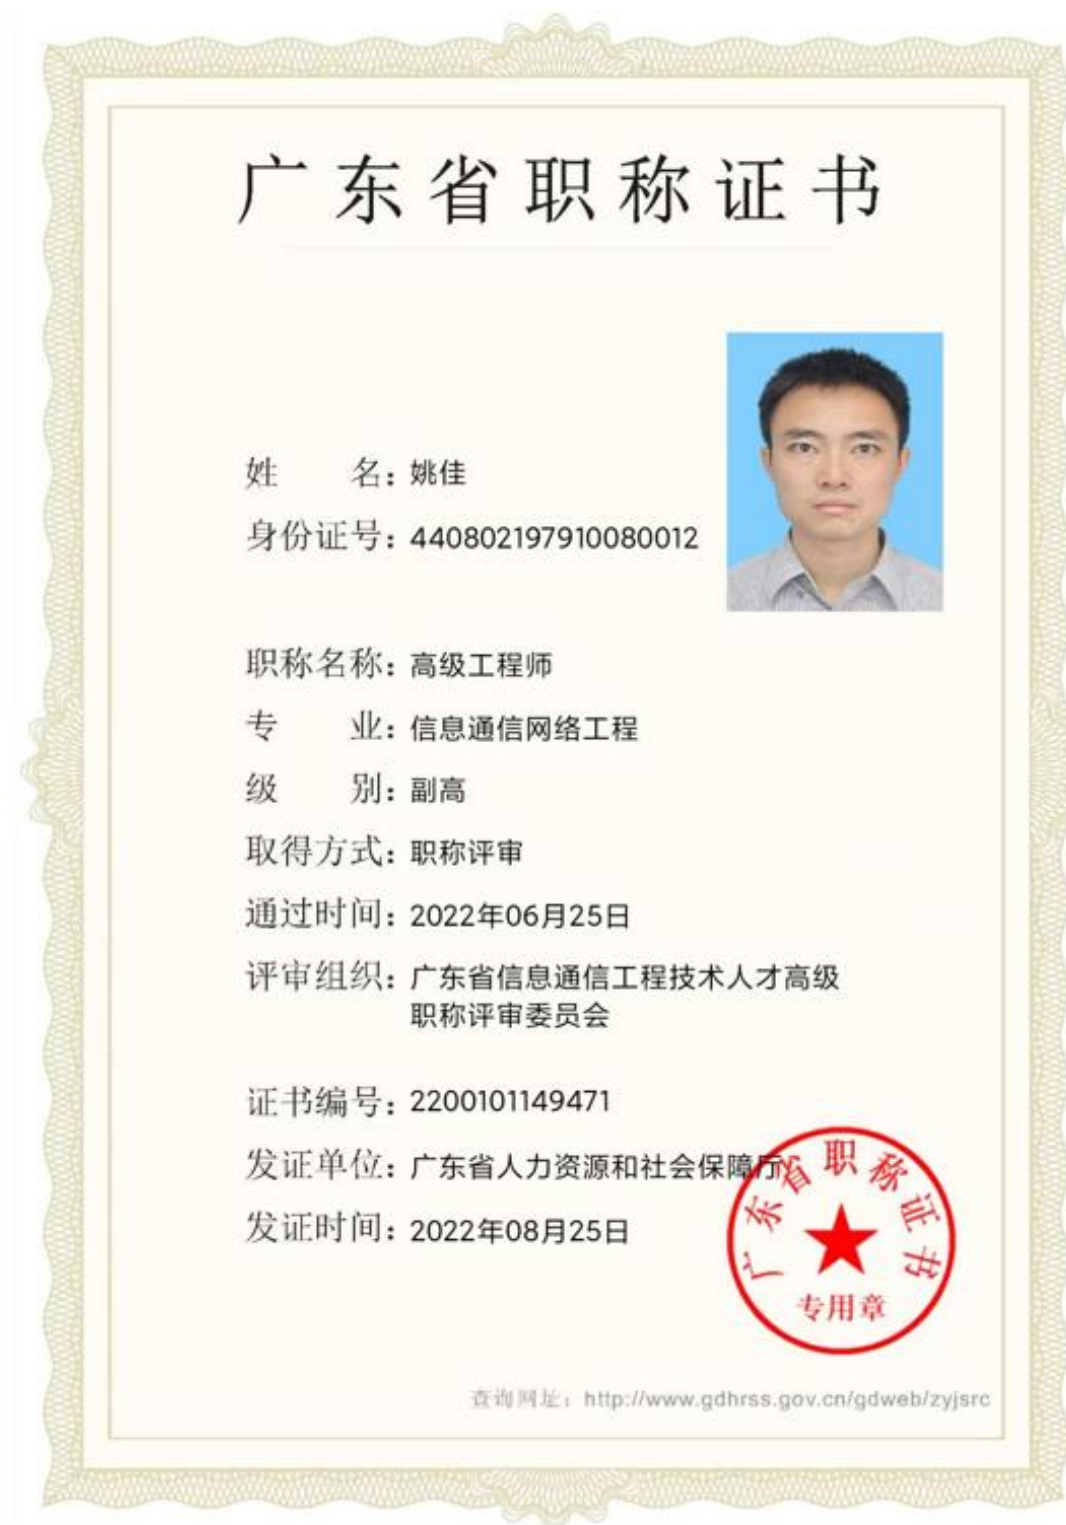 广东省职称证书
姓名：姚佳
身份证号：440802197910080012
职称名称：高级工程师
专业：信息通信网络工程
级别：副高
取得方式：职称评审
通过时间：2022年06月25日
评审组织：广东省信息通信工程技术人才高级
职称评审委员会
证书编号：2200101149471
发证单位：广东省人力资源和社会保障厅
发证时间：2022年08月25日
广东省职称证书
专用章
查询网址：http://www.gdhrss.gov.cn/gdweb/zyjsrc